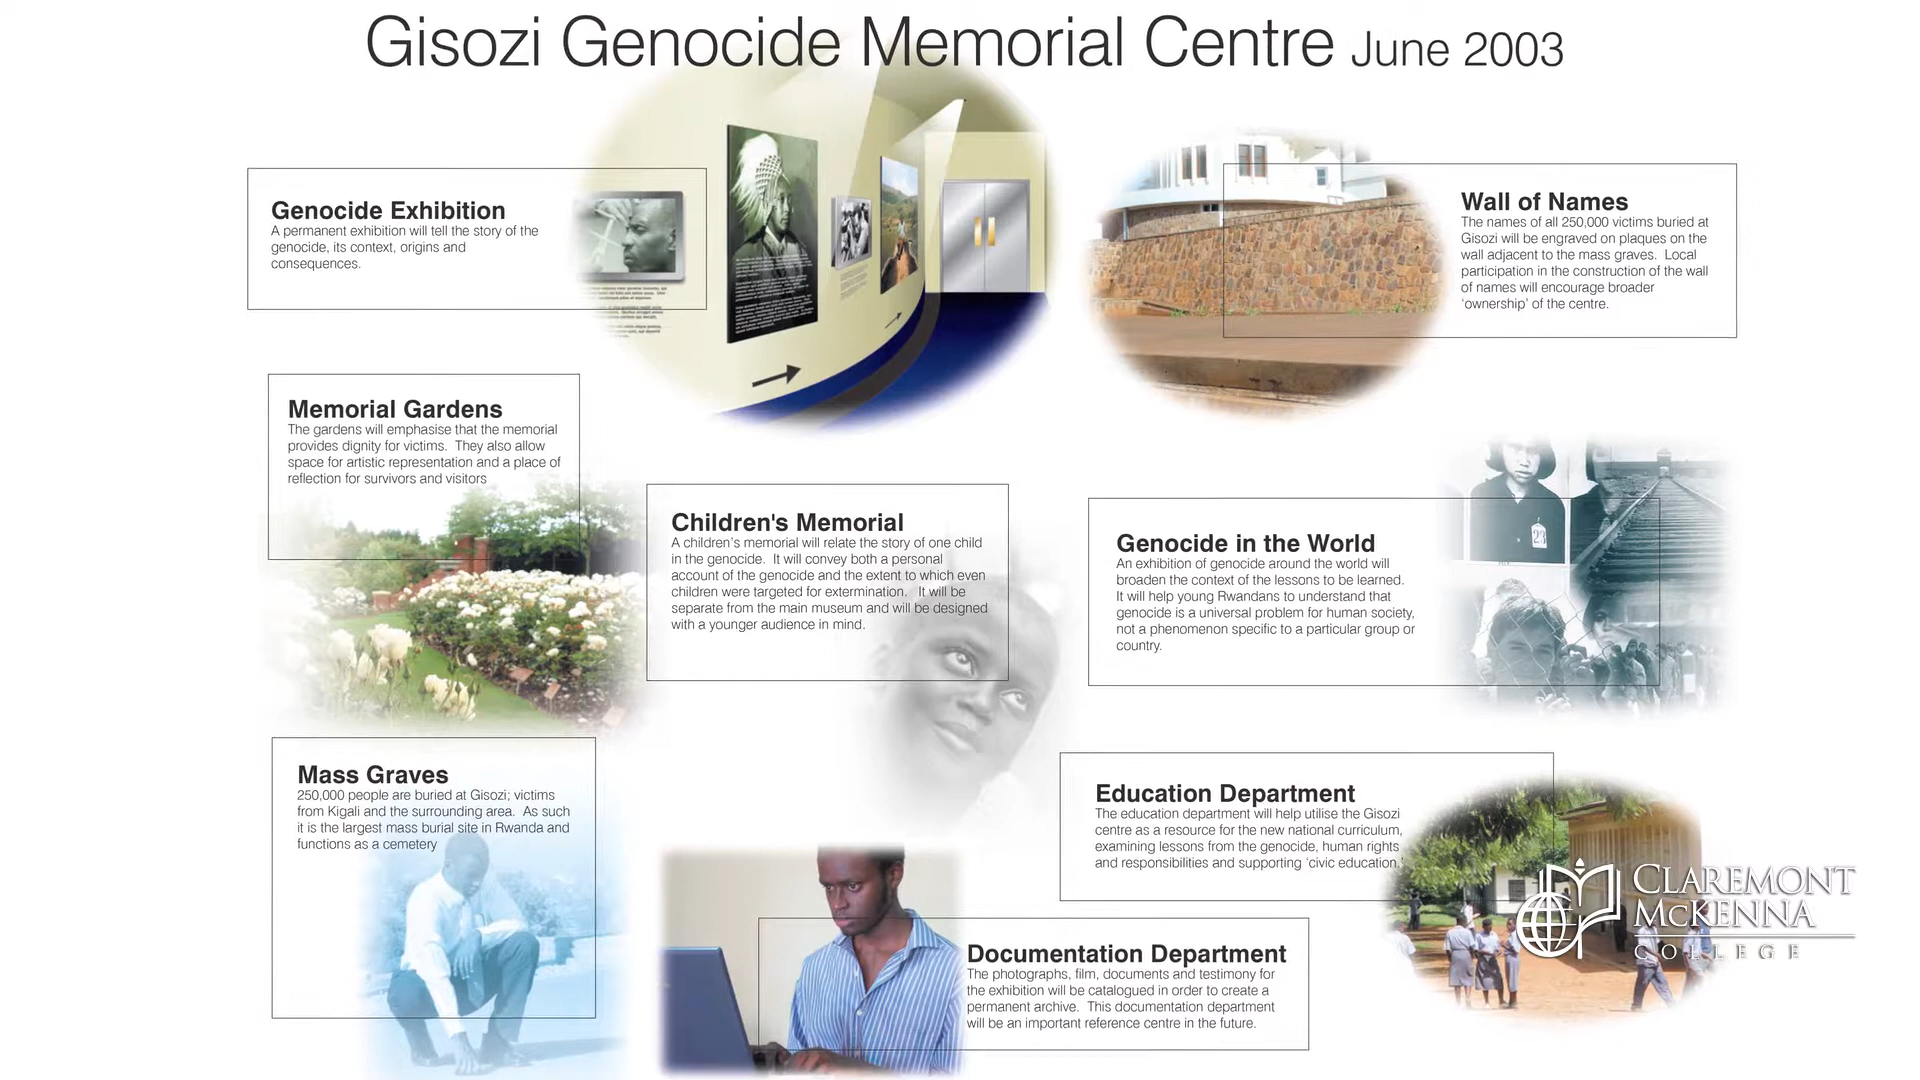 Gisozi Genocide Memorial Centre June 2003
Genocide Exhibition
A permanent exhibition will tell the story of the
genocide, its context, origins and
consequences.
Wall of Names
The names of all 250,000 victims buried at
Gisozi will be engraved on plaques on the
wall adjacent to the mass graves. Local
participation in the construction of the wall
of names will encourage broader
‘ownership’ of the centre.
Memorial Gardens
The gardens will emphasise that the memorial
provides dignity for victims. They also allow
space for artistic representation and a place of
reflection for survivors and visitors
Children's Memorial
A children’s memorial will relate the story of one child
in the genocide. It will convey both a personal
account of the genocide and the extent to which even
children were targeted for extermination. It will be
separate from the main museum and will be designed
with a younger audience in mind.
Genocide in the World
An exhibition of genocide around the world will
broaden the context of the lessons to be learned.
It will help young Rwandans to understand that
genocide is a universal problem for human society,
not a phenomenon specific to a particular group or
country.
23
Mass Graves
250,000 people are buried at Gisozi; victims
from Kigali and the surrounding area. As such
it is the largest mass burial site in Rwanda and
functions as a cemetery
Education Department
The education department will help utilise the Gisozi
centre as a resource for the new national curriculum,
examining lessons from the genocide, human rights
and responsibilities and supporting ‘civic education.’
Documentation Department
The photographs, film, documents and testimony for
the exhibition will be catalogued in order to create a
permanent archive. This documentation department
will be an important reference centre in the future.
CLAREMONT
MCKENNA
COLLEGE